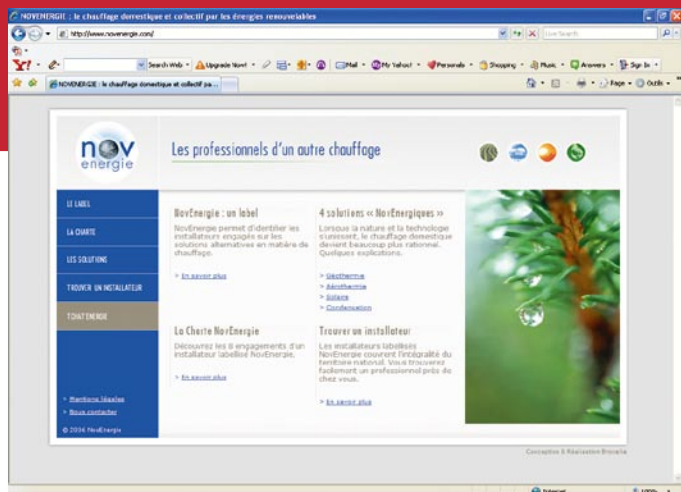 NOVENERGIE : le chauffage domestique et collectif par les énergies renouvelables
http://www.novenergie.com/
Live Search
Y!
Search Web
Upgrade Now!
Mail
My Yahoo!
Personals
Shopping
Music
Answers
Sign In
NOVENERGIE : le chauffage domestique et collectif pa...
Page
Outils
nov
energie
Les professionnels d'un autre chauffage
LE LABEL
LA CHARTE
LES SOLUTIONS
TROUVER UN INSTALLATEUR
TCHAT ENERGIE
> Mentions légales
> Nous contacter
© 2006 NovEnergie
NovEnergie : un label
NovEnergie permet d'identifier les
installateurs engagés sur les
solutions alternatives en matière de
chauffage.
> En savoir plus
4 solutions « NovEnergiques »
Lorsque la nature et la technologie
s'unissent, le chauffage domestique
devient beaucoup plus rationnel.
Quelques explications.
> Géothermie
> Aérothermie
> Solaire
> Condensation
La Charte NovEnergie
Découvrez les 8 engagements d'un
installateur labellisé NovEnergie.
> En savoir plus
Trouver un installateur
Les installateurs labellisés
NovEnergie couvrent l'intégralité du
territoire national. Vous trouverez
facilement un professionnel près de
chez vous.
> En savoir plus
Conception & Réalisation
Internet
100%